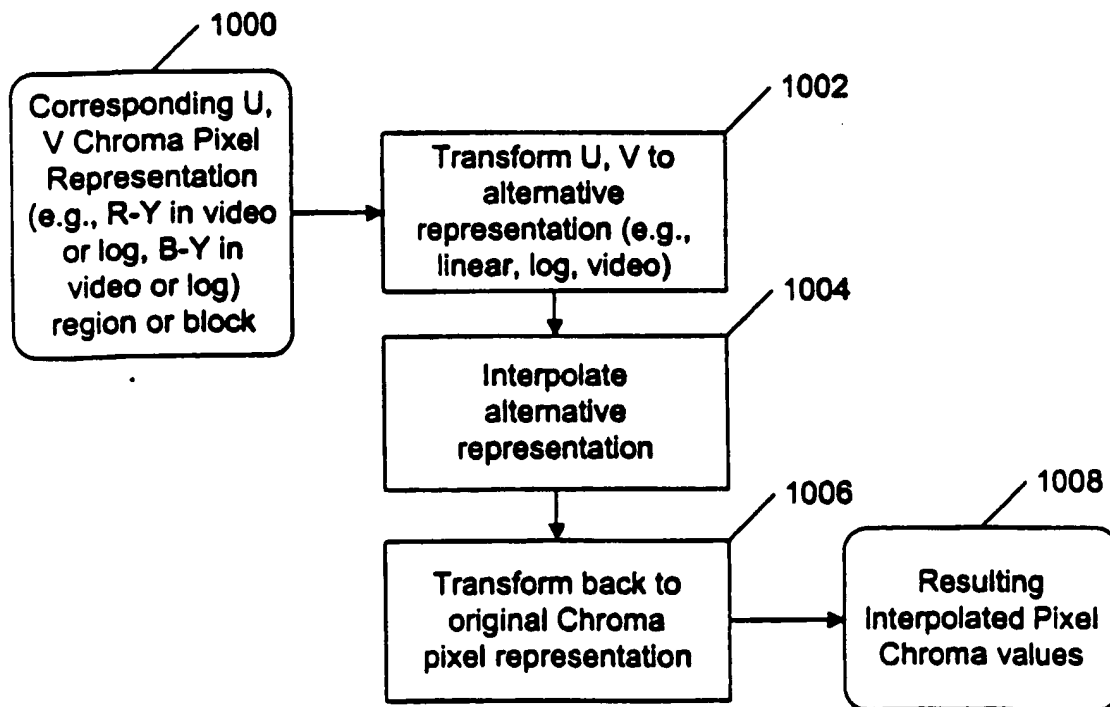 1000
Corresponding U,
V Chroma Pixel
Representation
(e.g., R-Y in video
or log, B-Y in
video or log)
region or block
1002
Transform U, V to
alternative
representation (e.g.,
linear, log, video)
1004
Interpolate
alternative
representation
1006
Transform back to
original Chroma
pixel representation
1008
Resulting
Interpolated Pixel
Chroma values